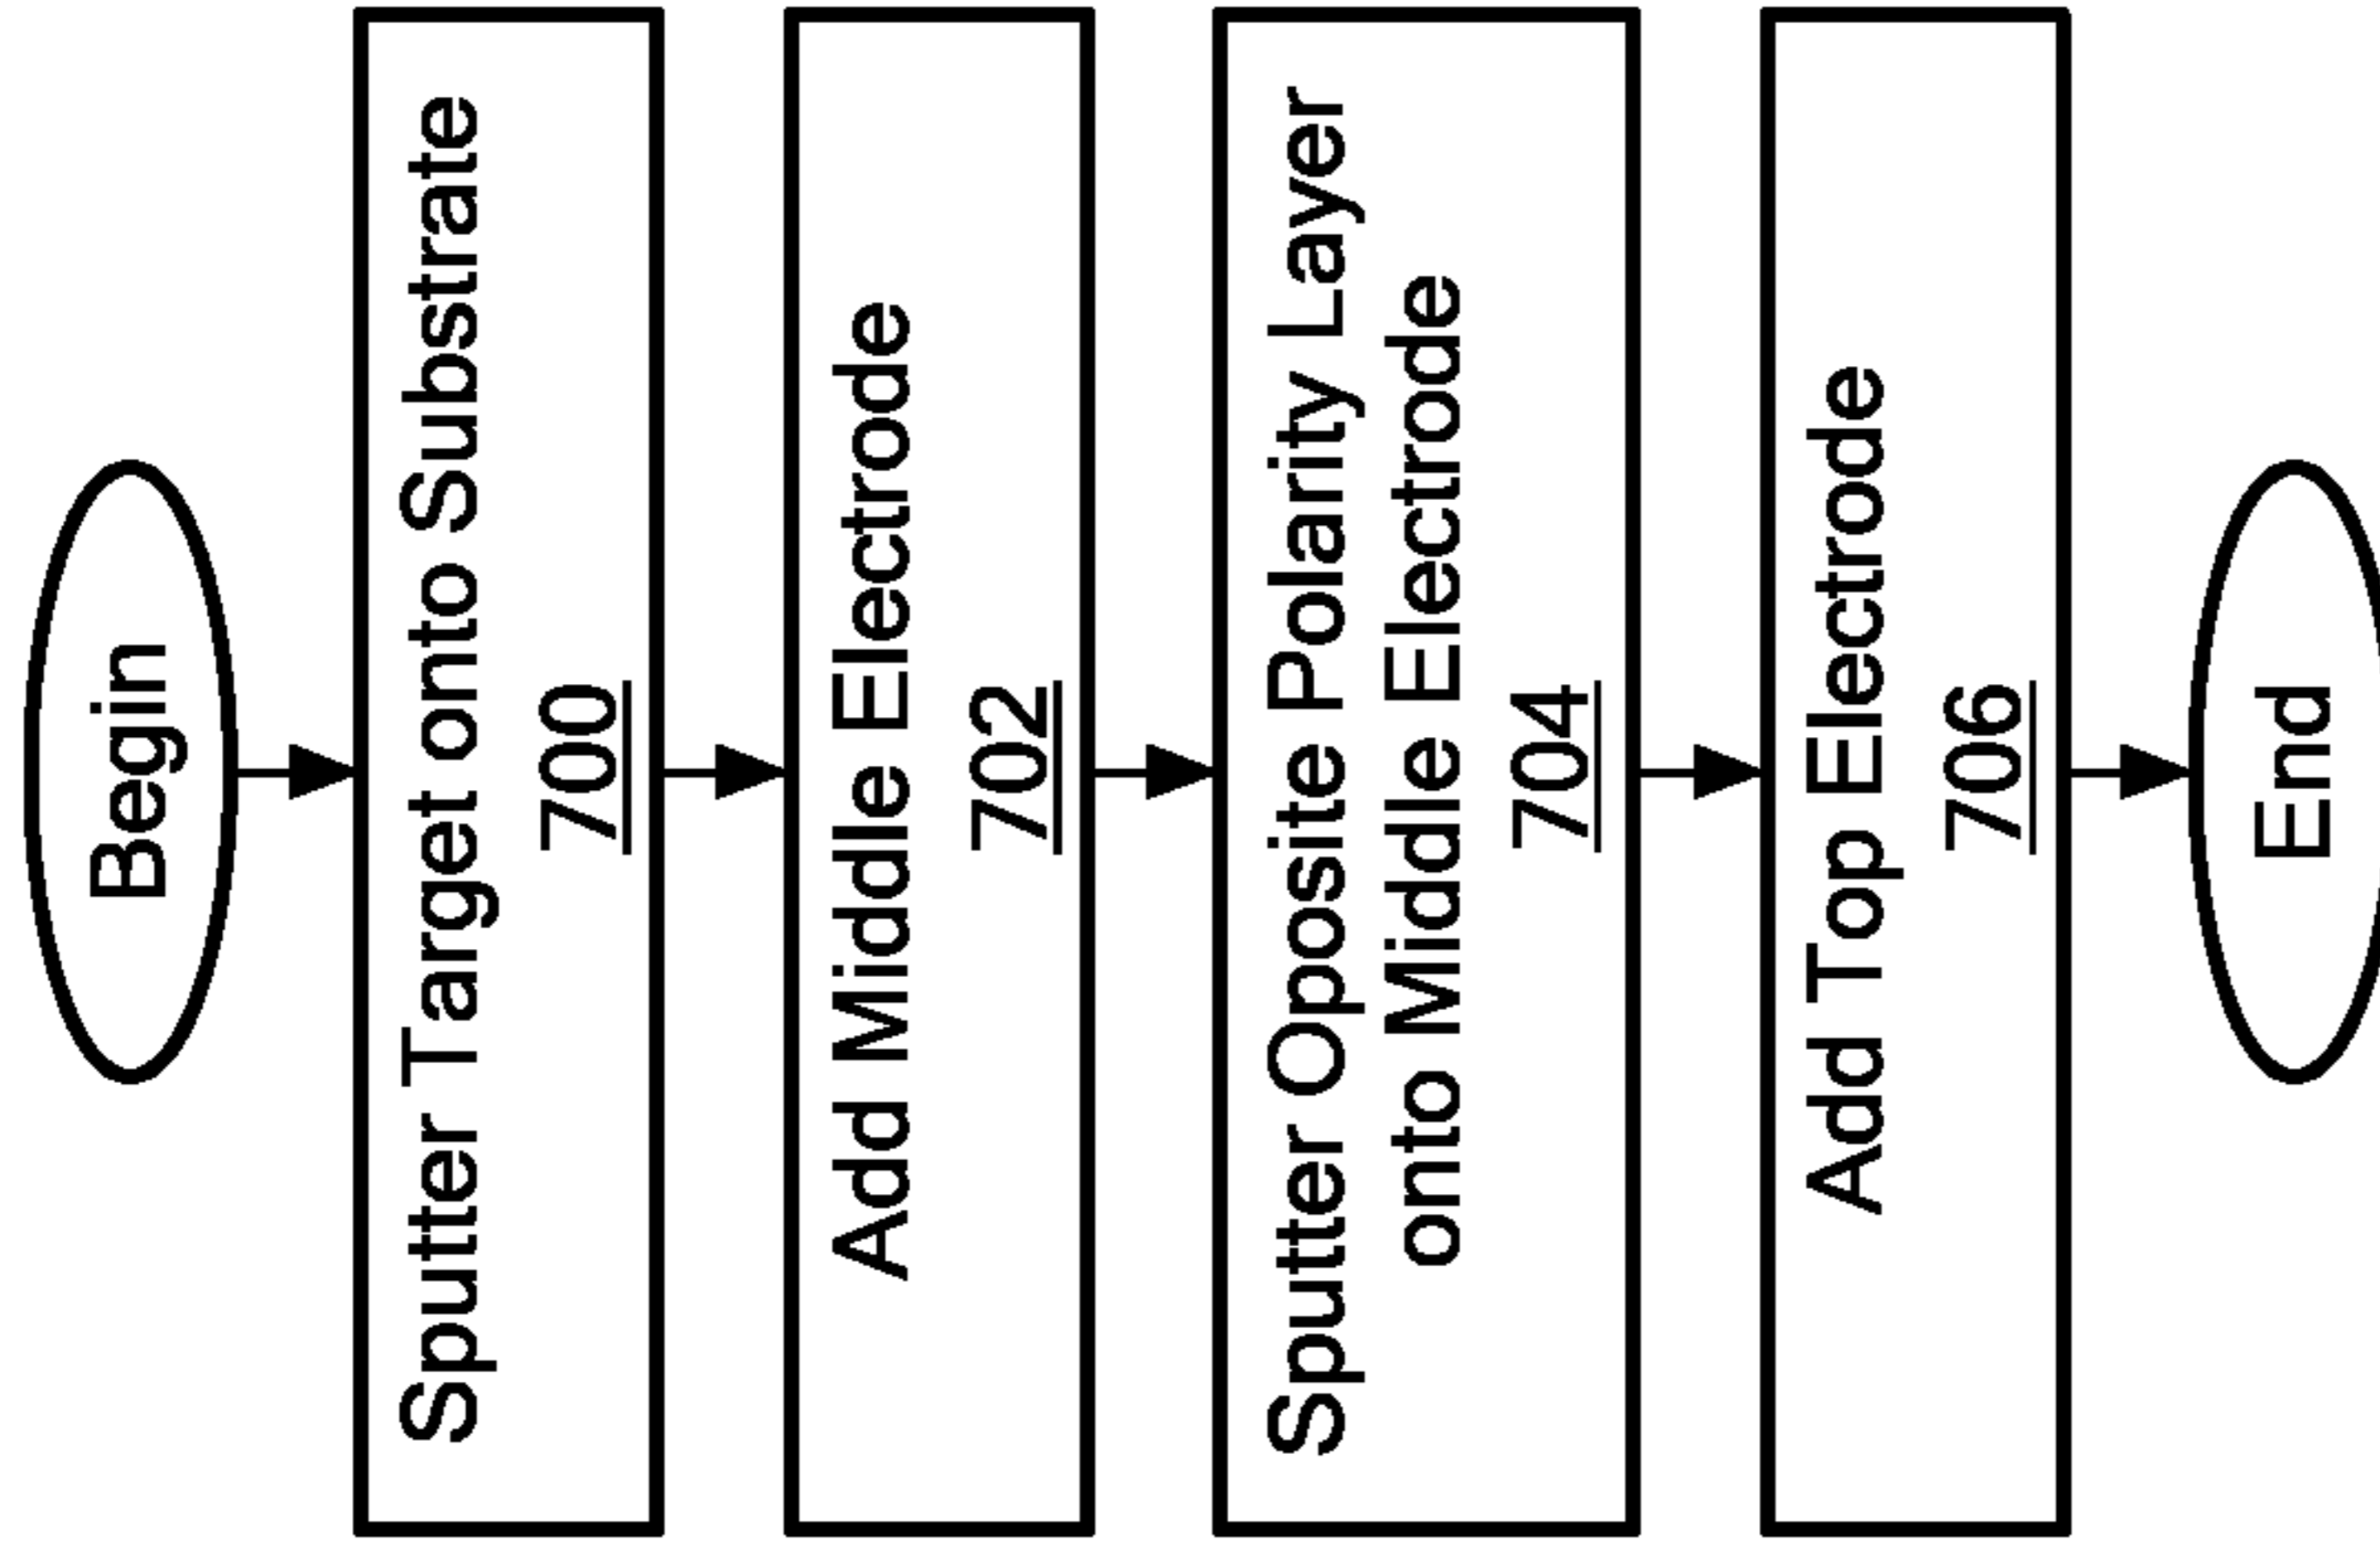 Begin
Sputter Target onto Substrate
700
Add Middle Electrode
702
Sputter Oposite Polarity Layer
onto Middle Electrode
704
Add Top Electrode
706
End